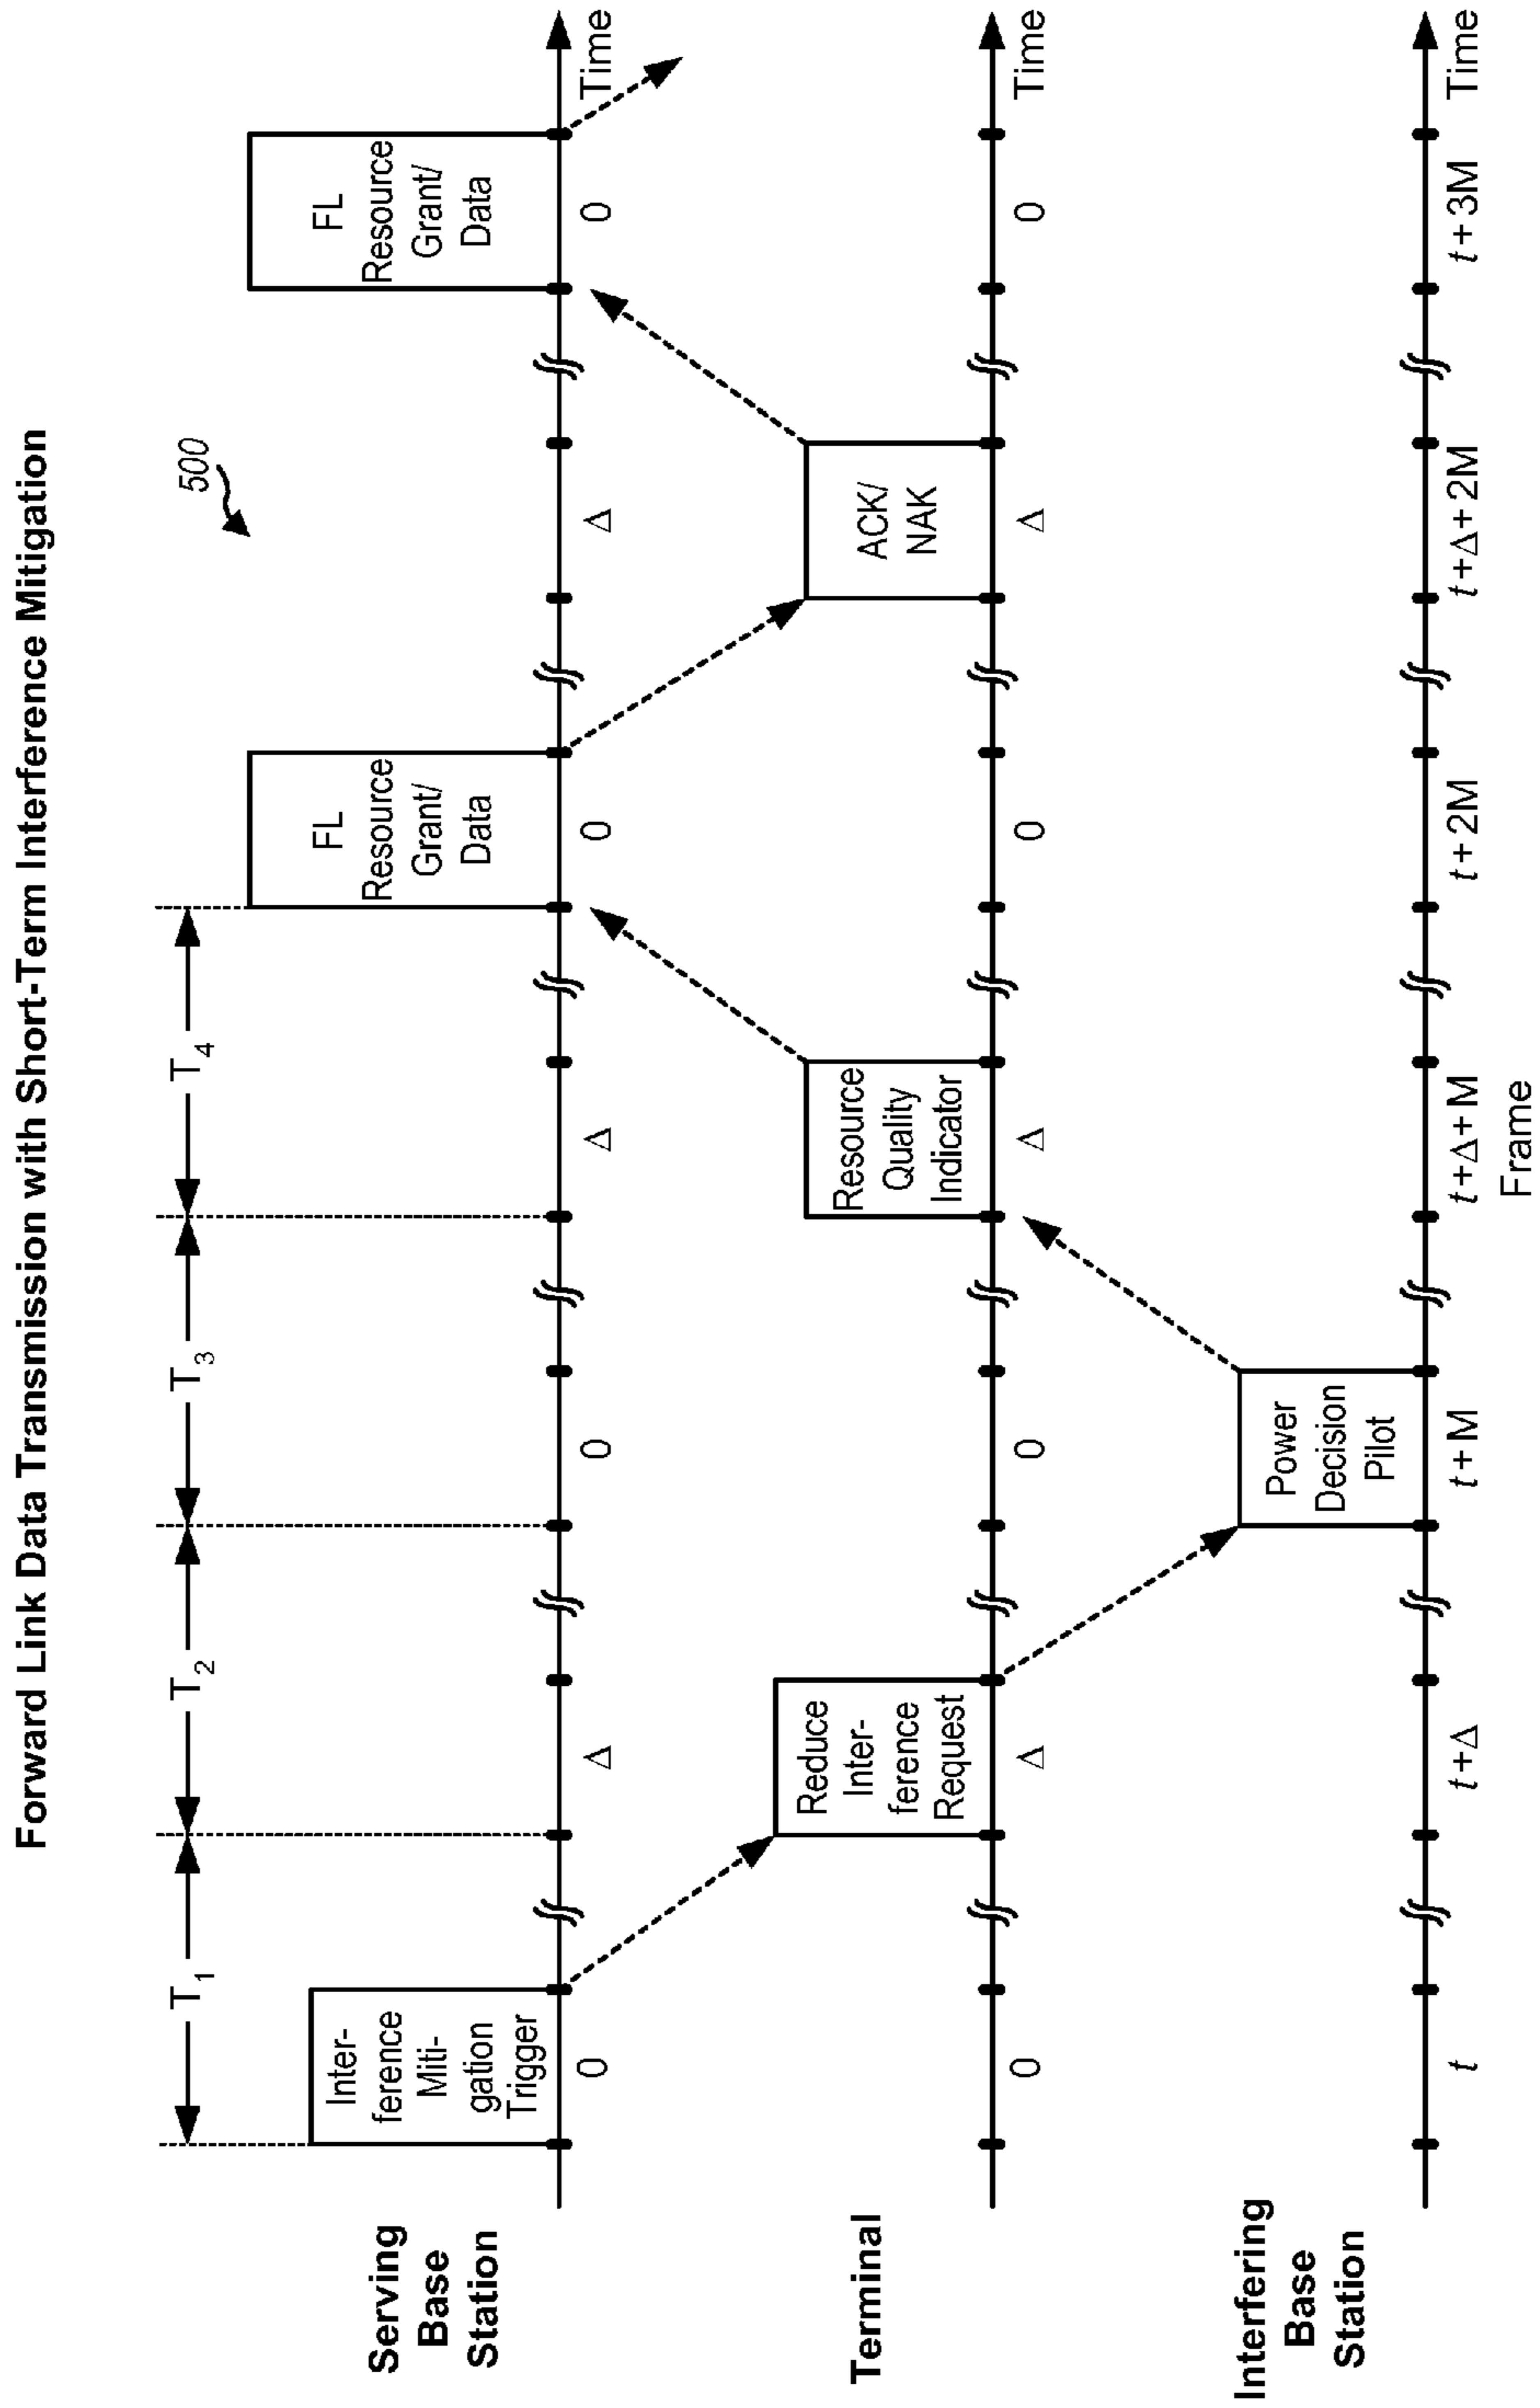 Forward Link Data Transmission with Short-Term Interference Mitigation
500
T1
T2
T3
T4
Serving
Base
Station
Inter-
ference
Miti-
gation
Trigger
FL
Resource
Grant/
Data
FL
Resource
Grant/
Data
0
Δ
0
Δ
0
Δ
0
Time
Terminal
Reduce
Inter-
ference
Request
Resource
Quality
Indicator
ACK/
NAK
0
Δ
0
Δ
0
Δ
0
Time
Interfering
Base
Station
Power
Decision
Pilot
t
t+Δ
t+M
t+Δ+M
t+2M
t+Δ+2M
t+3M
Time
Frame